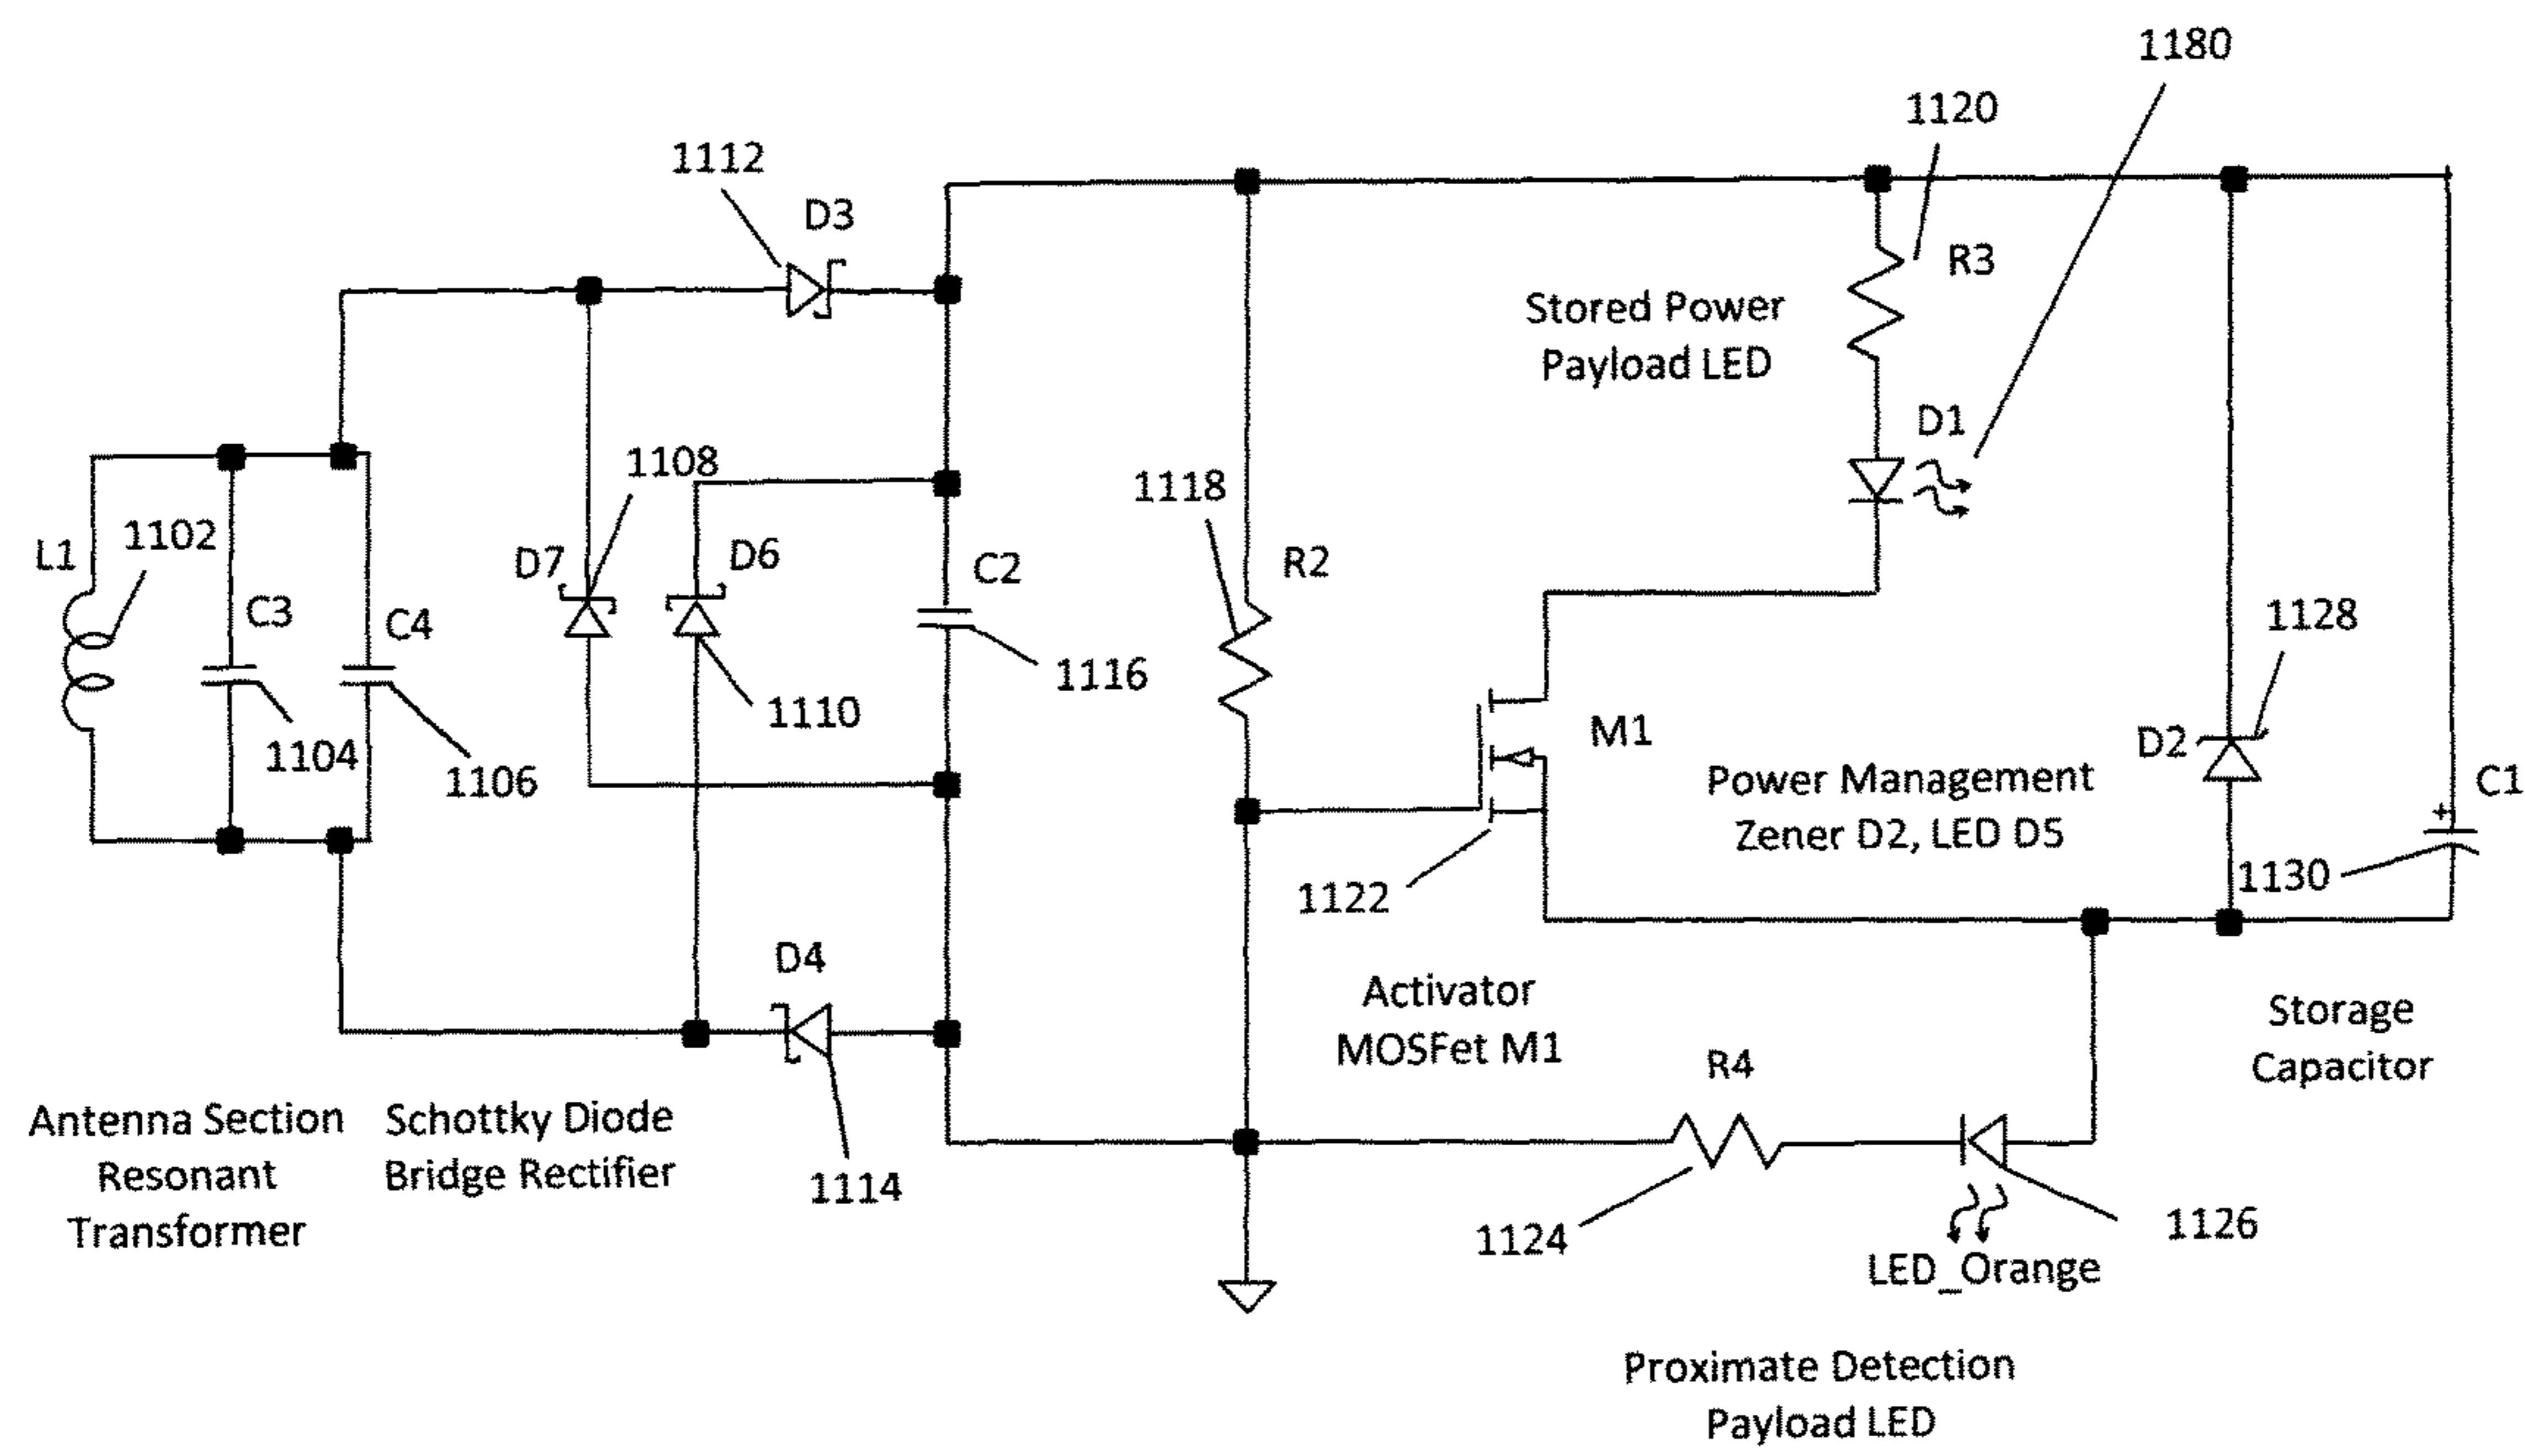 1180
1120
1112
D3
R3
Stored Power
Payload LED
D1
1108
1118
L1
1102
D7
D6
C2
R2
C3
C4
1128
1116
1110
M1
D2
1104
1106
Power Management
Zener D2, LED D5
C1
+
1130
1122
D4
Activator
MOSFet M1
Storage
Capacitor
R4
Antenna Section
Resonant
Transformer
Schottky Diode
Bridge Rectifier
1114
1124
1126
LED_Orange
Proximate Detection
Payload LED